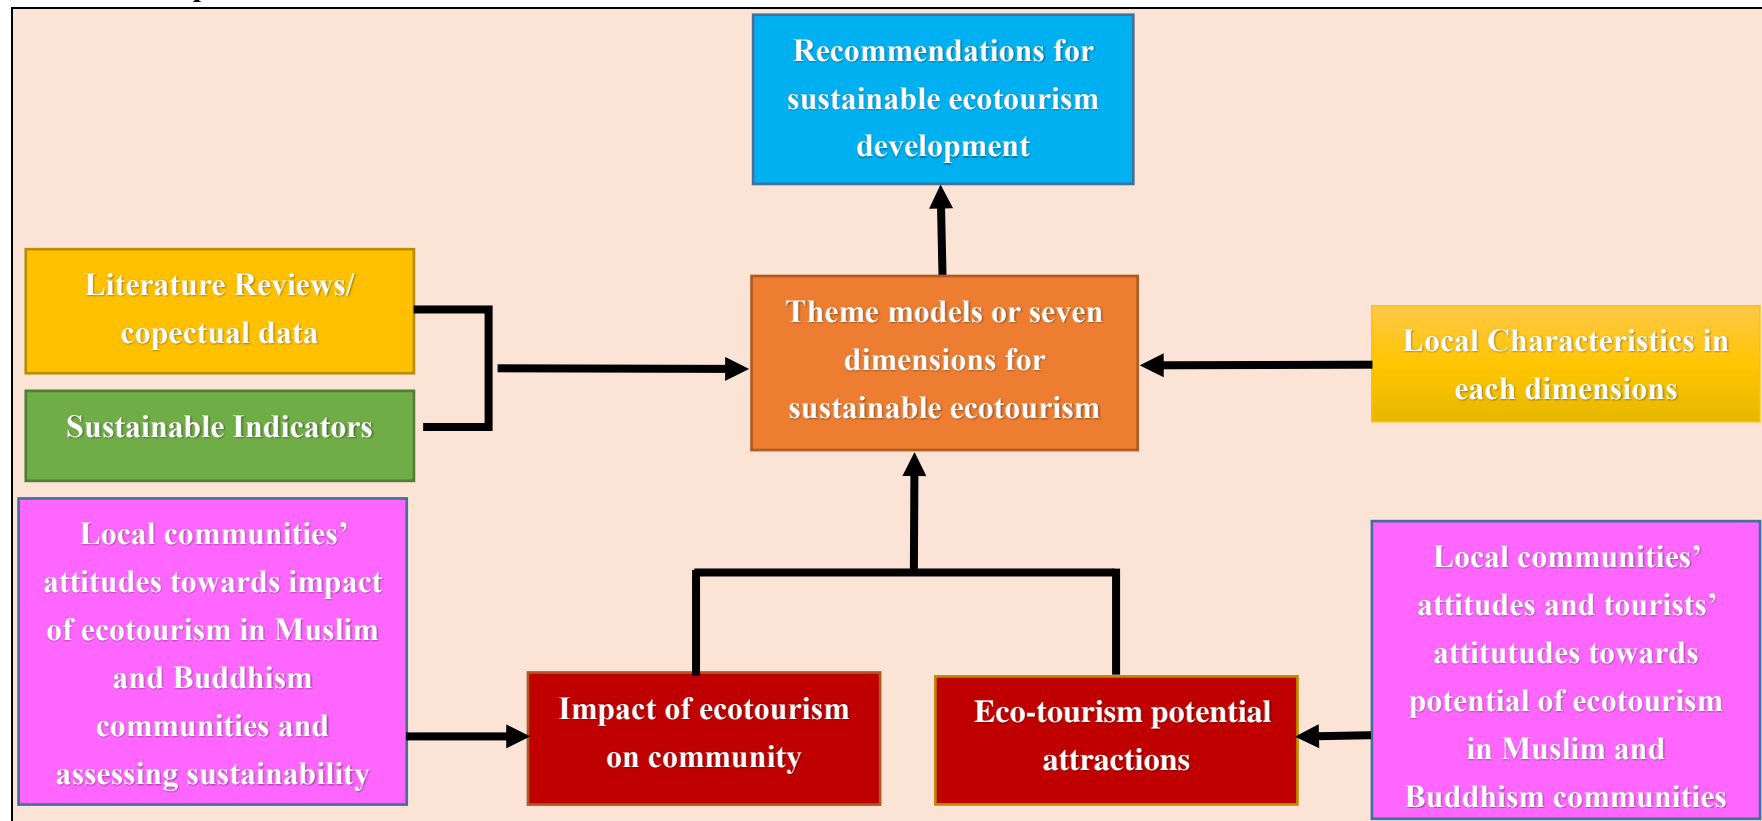 Recommendations for
sustainable ecotourism
development
Literature Reviews/
copectual data
Theme models or seven
dimensions for
sustainable ecotourism
Local Characteristics in
each dimensions
Sustainable Indicators
Local communities’
attitudes towards impact
of ecotourism in Muslim
and Buddhism
communities and
assessing sustainability
Impact of ecotourism
on community
Eco-tourism potential
attractions
Local communities’
attitudes and tourists’
attitutudes towards
potential of ecotourism
in Muslim and
Buddhism communities